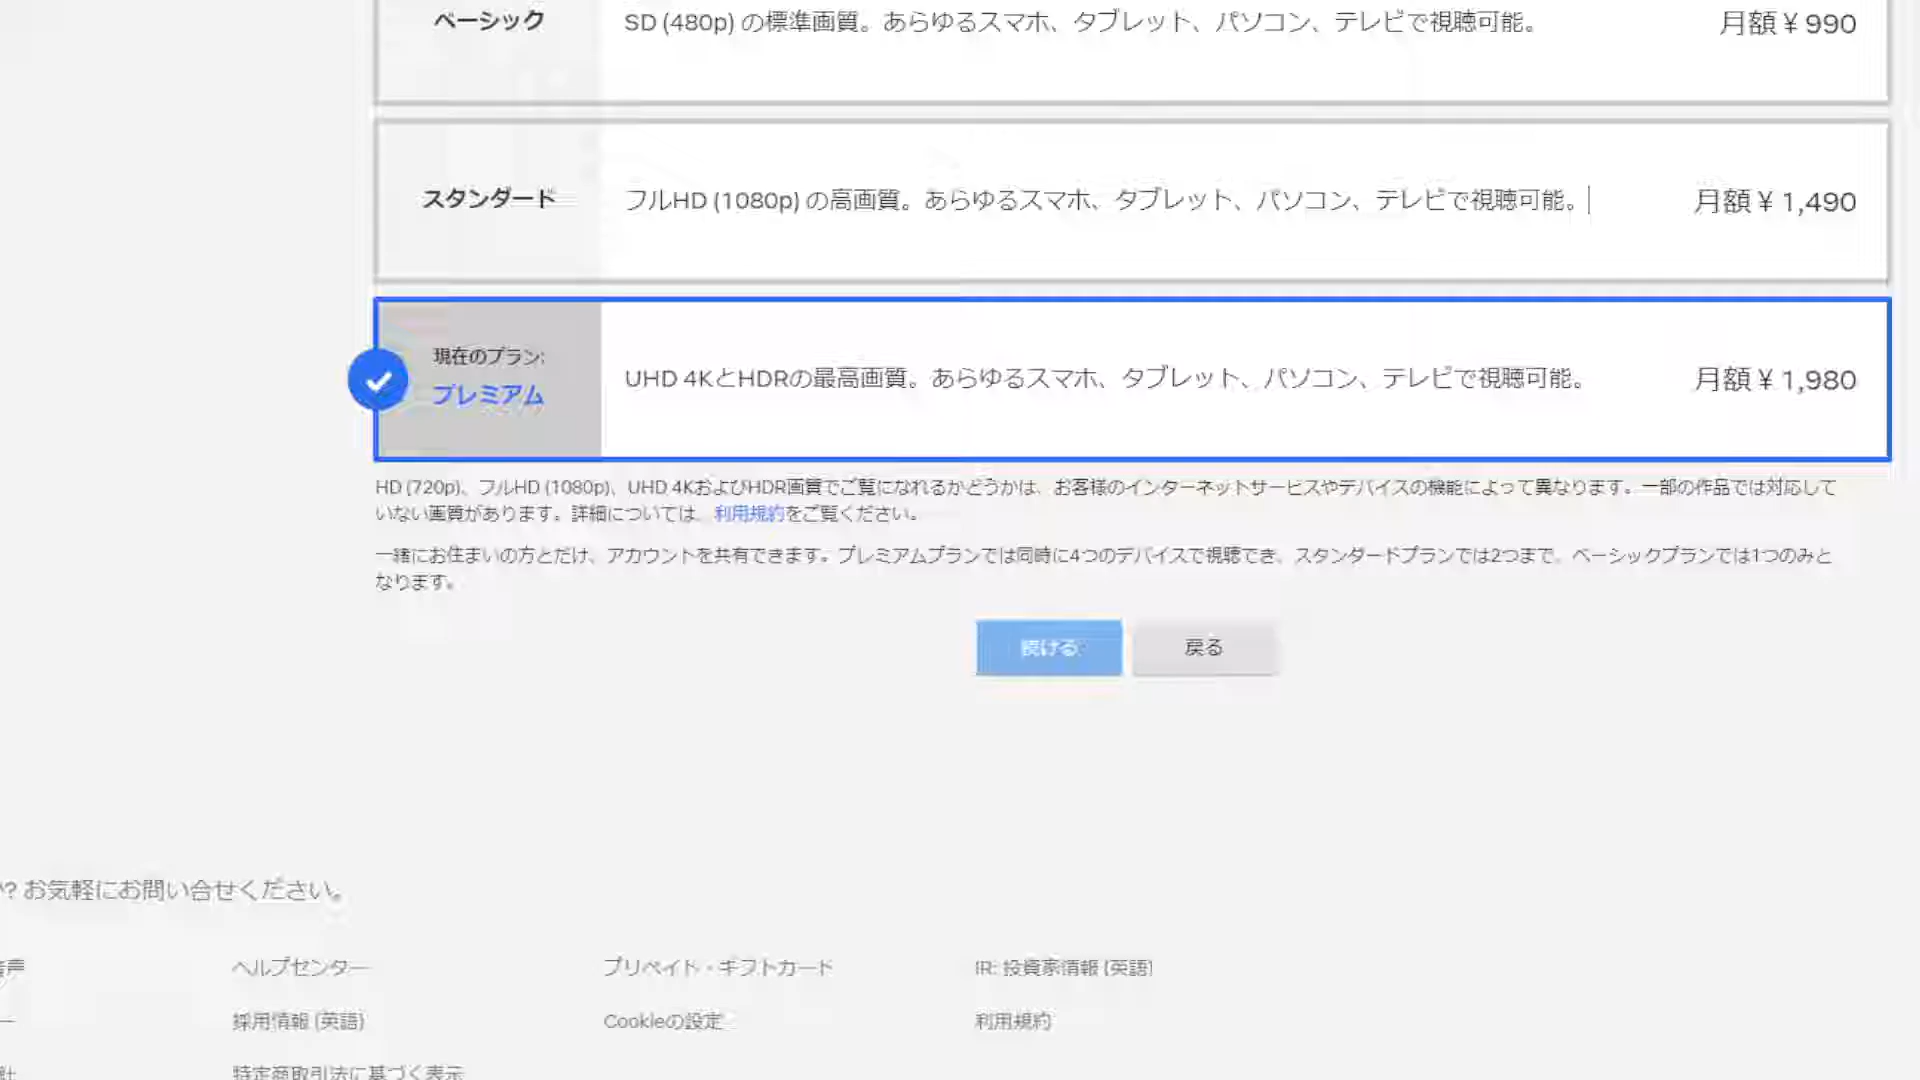 ベーシック
SD (480p) の標準画質。あらゆるスマホ、タブレット、パソコン、テレビで視聴可能。
月額 ¥ 990
スタンダード
フルHD (1080p) の高画質。あらゆるスマホ、タブレット、パソコン、テレビで視聴可能。
月額 ¥ 1,490
現在のプラン:
プレミアム
UHD 4KとHDRの最高画質。あらゆるスマホ、タブレット、パソコン、テレビで視聴可能。
月額 ¥ 1,980
HD (720p)、フルHD (1080p)、UHD 4KおよびHDR画質でご覧になれるかどうかは、お客様のインターネットサービスやデバイスの機能によって異なります。一部の作品では対応して
いない画質があります。詳細については、利用規約をご覧ください。
一緒にお住まいの方とだけ、アカウントを共有できます。プレミアムプランでは同時に4つのデバイスで視聴でき、スタンダードプランでは2つまで、ベーシックプランでは1つのみと
なります。
続ける
戻る
? お気軽にお問い合せください。
音声
ヘルプセンター
プリペイド・ギフトカード
IR: 投資家情報 (英語)
ー
採用情報 (英語)
Cookieの設定
利用規約
特定商取引法に基づく表示